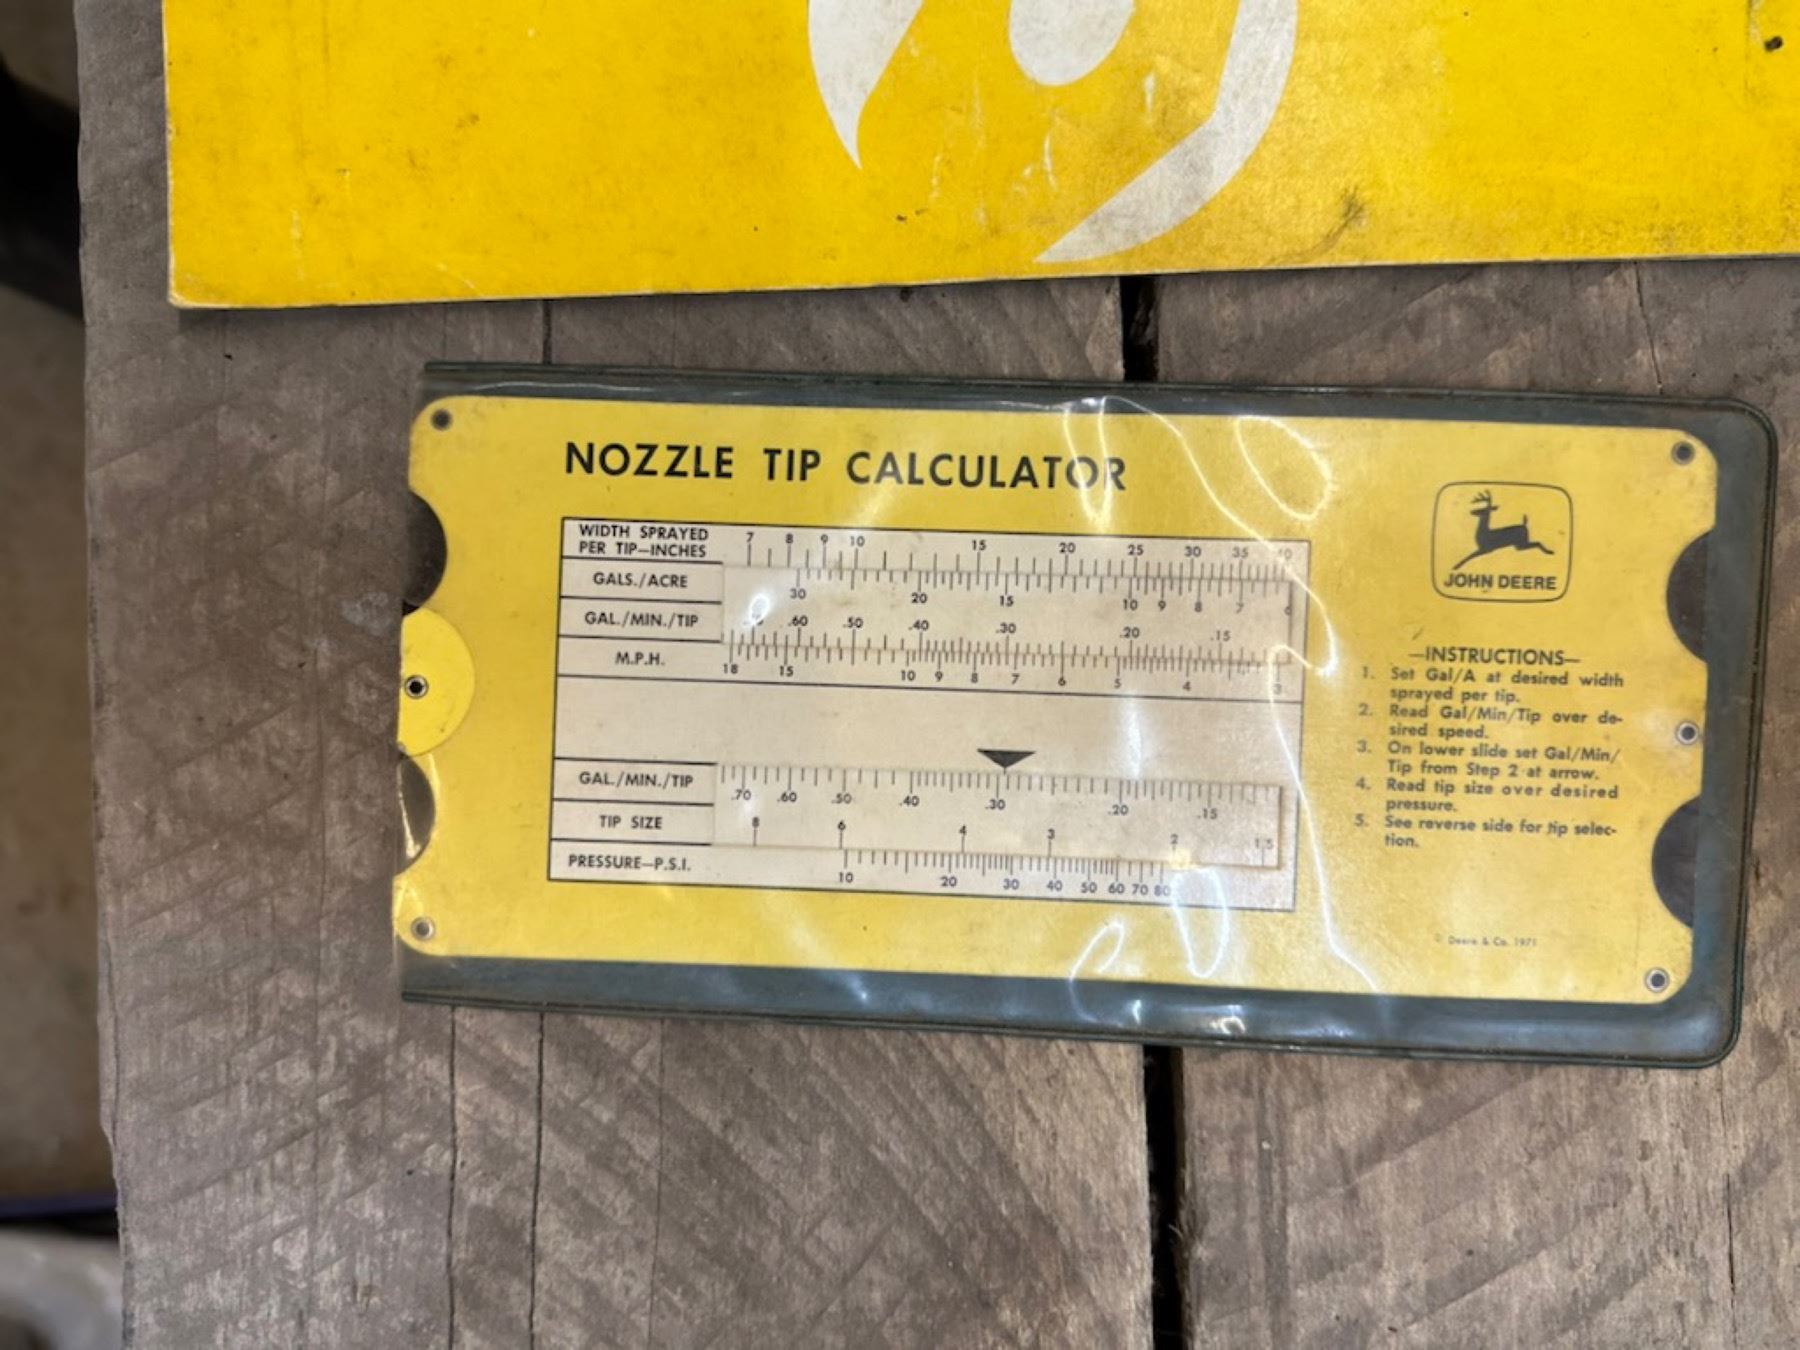 NOZZLE TIP CALCULATOR
WIDTH SPRAYED
PER TIP—INCHES
7 8 9 10 15 20 25 30 35 40
GALS./ACRE
30 20 15 10 9 8 7 6
GAL./MIN./TIP
.60 .50 .40 .30 .20 .15
M.P.H.
18 15 10 9 8 7 6 5 4 3
GAL./MIN./TIP
.70 .60 .50 .40 .30 .20 .15
TIP SIZE
8 6 4 3 2 1.5
PRESSURE—P.S.I.
10 20 30 40 50 60 70 80
JOHN DEERE
—INSTRUCTIONS—
1. Set Gal/A at desired width
sprayed per tip.
2. Read Gal/Min/Tip over de-
sired speed.
3. On lower slide set Gal/Min/
Tip from Step 2 at arrow.
4. Read tip size over desired
pressure.
5. See reverse side for tip selec-
tion.
© Deere & Co. 1971